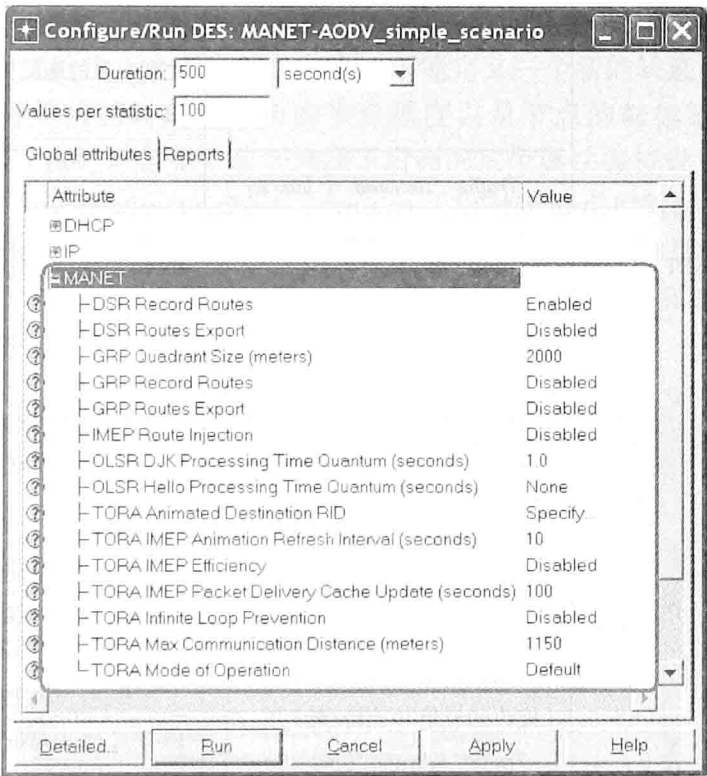 Configure/Run DES: MANET-AODV_simple_scenario
Duration: 500 second(s)
Values per statistic: 100
Global attributes Reports
Attribute Value
DHCP
IP
MANET
DSR Record Routes Enabled
DSR Routes Export Disabled
GRP Quadrant Size (meters) 2000
GRP Record Routes Disabled
GRP Routes Export Disabled
IMEP Route Injection Disabled
OLSR DJK Processing Time Quantum (seconds) 1.0
OLSR Hello Processing Time Quantum (seconds) None
TORA Animated Destination RID Specify...
TORA IMEP Animation Refresh Interval (seconds) 10
TORA IMEP Efficiency Disabled
TORA IMEP Packet Delivery Cache Update (seconds) 100
TORA Infinite Loop Prevention Disabled
TORA Max Communication Distance (meters) 1150
TORA Mode of Operation Default
Detailed... Run Cancel Apply Help